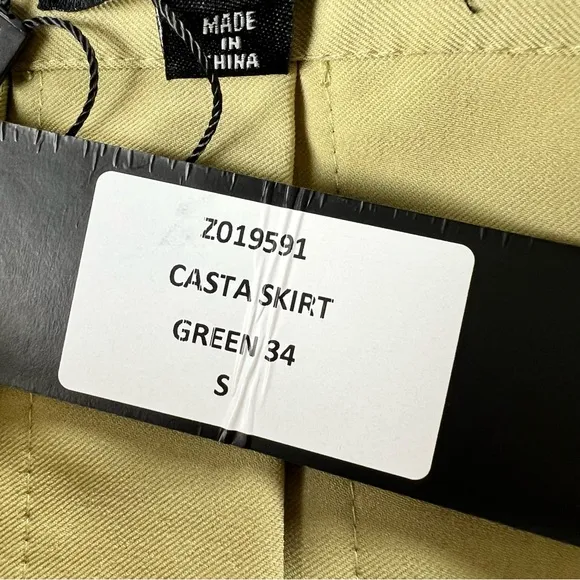 MADE
IN
CHINA
Z019591
CASTA SKIRT
GREEN 34
S